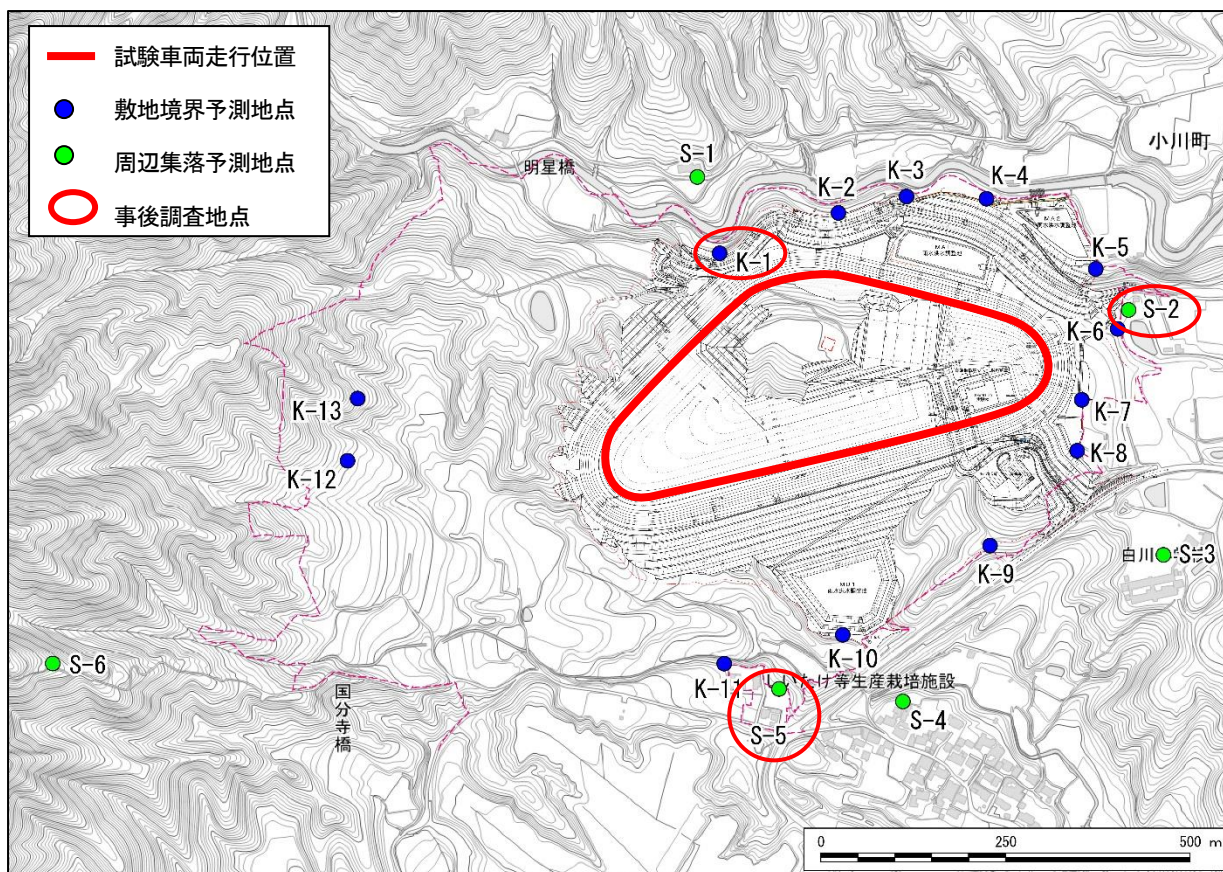 試験車両走行位置
敷地境界予測地点
周辺集落予測地点
事後調査地点
小川町
明星橋
S-1
K-1
K-2
K-3
K-4
K-5
S-2
K-6
K-7
K-8
K-13
K-12
K-9
白川
S-3
K-10
S-6
K-11
しいたけ等生産栽培施設
S-5
S-4
国分寺橋
0 250 500 m